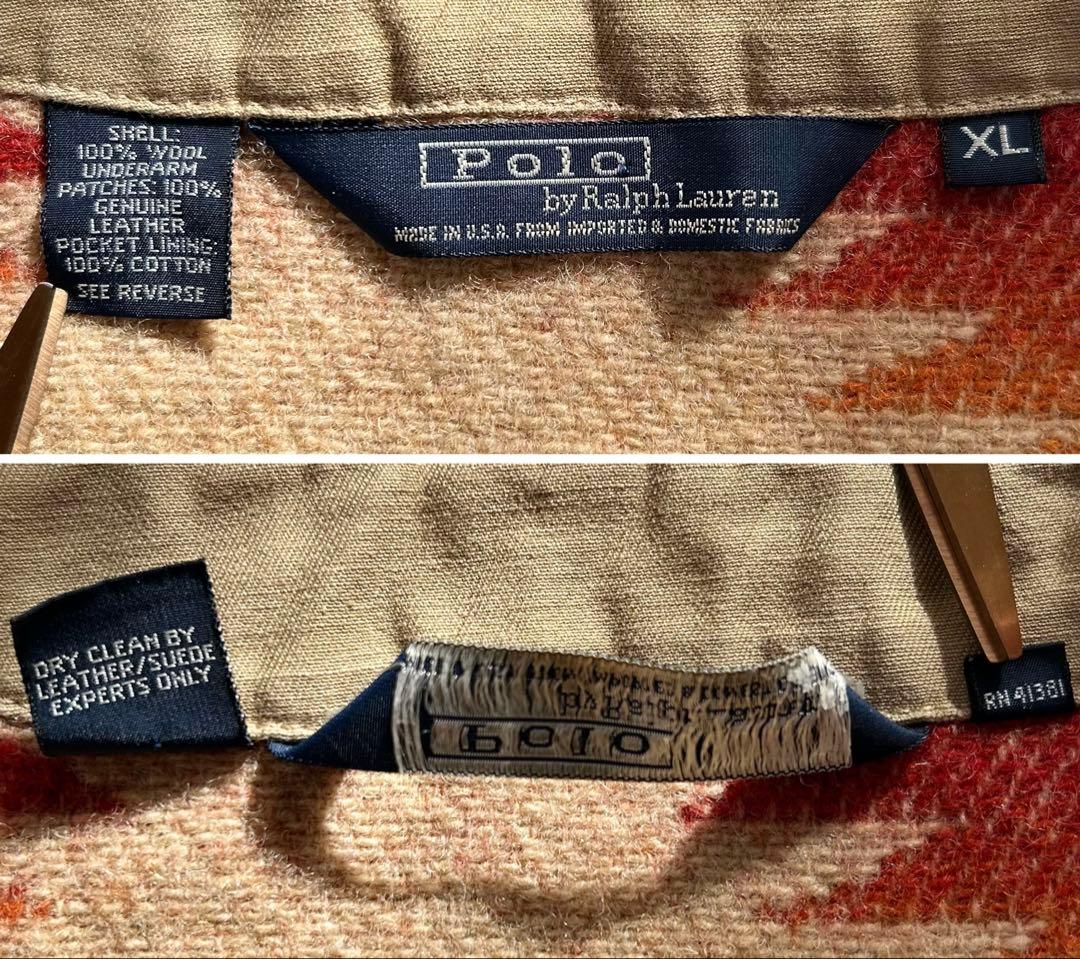 SHELL:
100% WOOL
UNDERARM
PATCHES: 100%
GENUINE
LEATHER
POCKET LINING:
100% COTTON
SEE REVERSE
Polo
by Ralph Lauren
MADE IN U.S.A. FROM IMPORTED & DOMESTIC FABRICS
XL
DRY CLEAN BY
LEATHER/SUEDE
EXPERTS ONLY
Polo
RN 41381